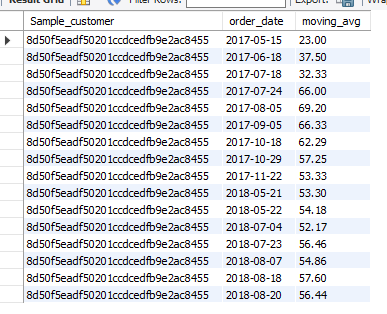 Result Grid Filter Rows: Export:
Sample_customer order_date moving_avg
8d50f5eadf50201ccdcedfb9e2ac8455 2017-05-15 23.00
8d50f5eadf50201ccdcedfb9e2ac8455 2017-06-18 37.50
8d50f5eadf50201ccdcedfb9e2ac8455 2017-07-18 32.33
8d50f5eadf50201ccdcedfb9e2ac8455 2017-07-24 66.00
8d50f5eadf50201ccdcedfb9e2ac8455 2017-08-05 69.20
8d50f5eadf50201ccdcedfb9e2ac8455 2017-09-05 66.33
8d50f5eadf50201ccdcedfb9e2ac8455 2017-10-18 62.29
8d50f5eadf50201ccdcedfb9e2ac8455 2017-10-29 57.25
8d50f5eadf50201ccdcedfb9e2ac8455 2017-11-22 53.33
8d50f5eadf50201ccdcedfb9e2ac8455 2018-05-21 53.30
8d50f5eadf50201ccdcedfb9e2ac8455 2018-05-22 54.18
8d50f5eadf50201ccdcedfb9e2ac8455 2018-07-04 52.17
8d50f5eadf50201ccdcedfb9e2ac8455 2018-07-23 56.46
8d50f5eadf50201ccdcedfb9e2ac8455 2018-08-07 54.86
8d50f5eadf50201ccdcedfb9e2ac8455 2018-08-18 57.60
8d50f5eadf50201ccdcedfb9e2ac8455 2018-08-20 56.44